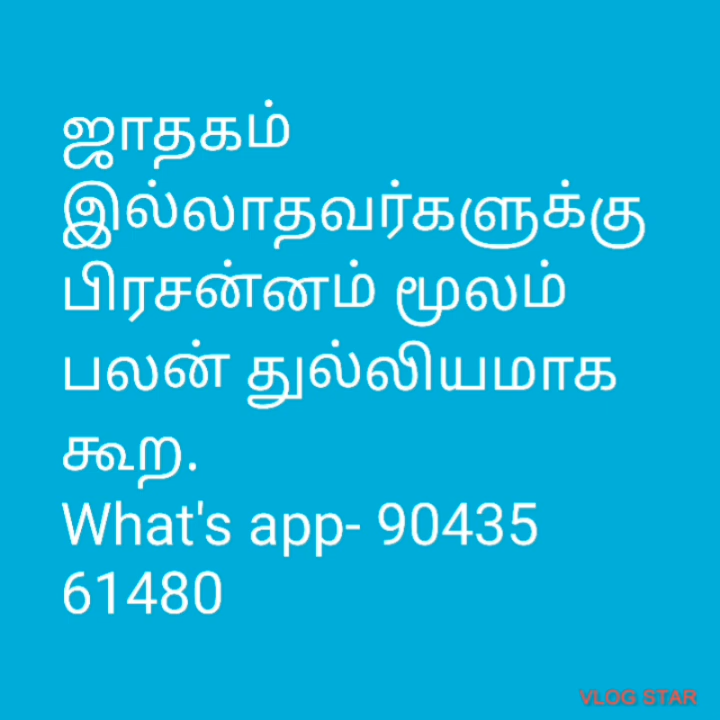 ஜாதகம்
இல்லாதவர்களுக்கு
பிரசன்னம் மூலம்
பலன் துல்லியமாக
கூற.
What's app- 90435
61480
VLOG STAR